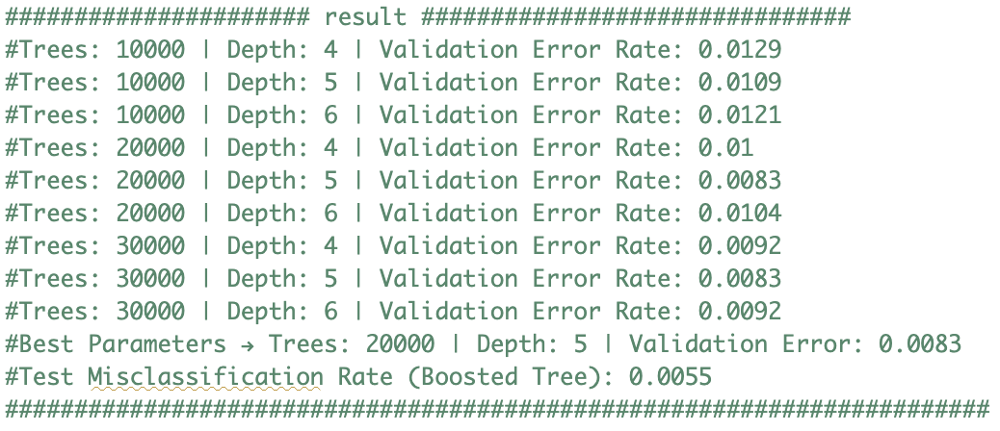 ###################### result ###############################
#Trees: 10000 | Depth: 4 | Validation Error Rate: 0.0129
#Trees: 10000 | Depth: 5 | Validation Error Rate: 0.0109
#Trees: 10000 | Depth: 6 | Validation Error Rate: 0.0121
#Trees: 20000 | Depth: 4 | Validation Error Rate: 0.01
#Trees: 20000 | Depth: 5 | Validation Error Rate: 0.0083
#Trees: 20000 | Depth: 6 | Validation Error Rate: 0.0104
#Trees: 30000 | Depth: 4 | Validation Error Rate: 0.0092
#Trees: 30000 | Depth: 5 | Validation Error Rate: 0.0083
#Trees: 30000 | Depth: 6 | Validation Error Rate: 0.0092
#Best Parameters → Trees: 20000 | Depth: 5 | Validation Error: 0.0083
#Test Misclassification Rate (Boosted Tree): 0.0055
#######################################################################